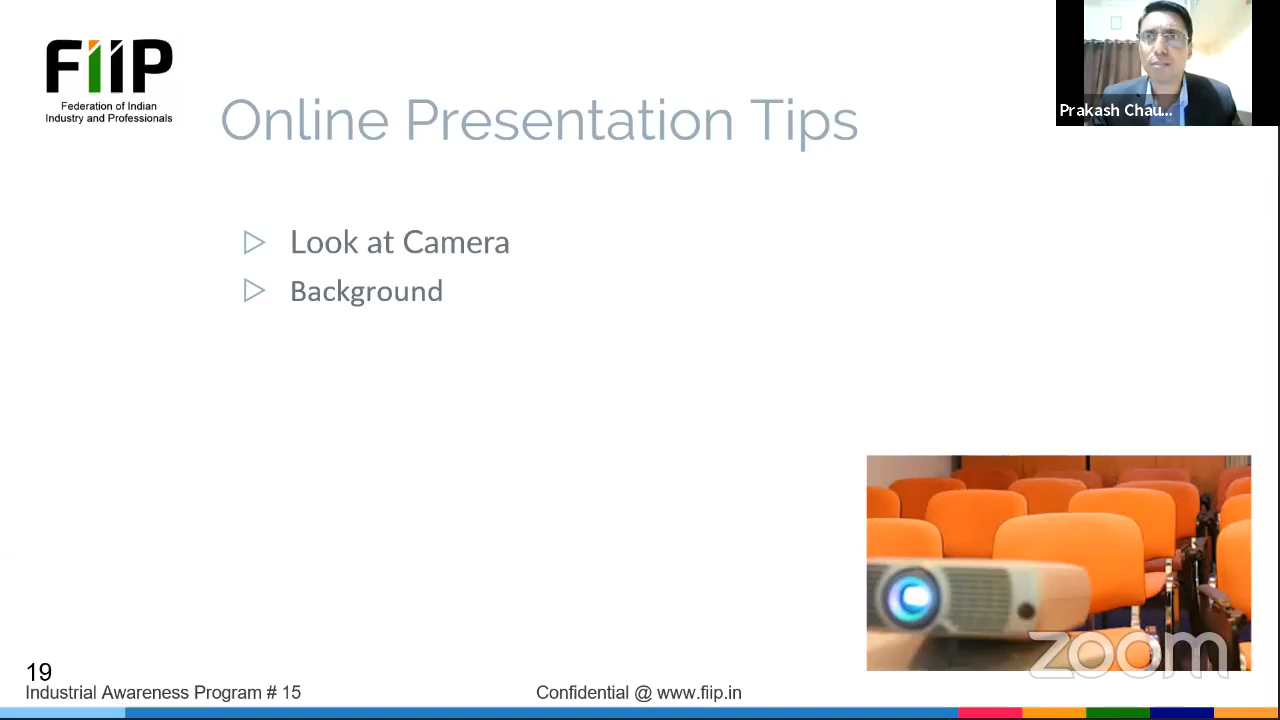 FiiP
Federation of Indian
Industry and Professionals
Prakash Chau...
Online Presentation Tips
Look at Camera
Background
zoom
19
Industrial Awareness Program # 15
Confidential @ www.fiip.in